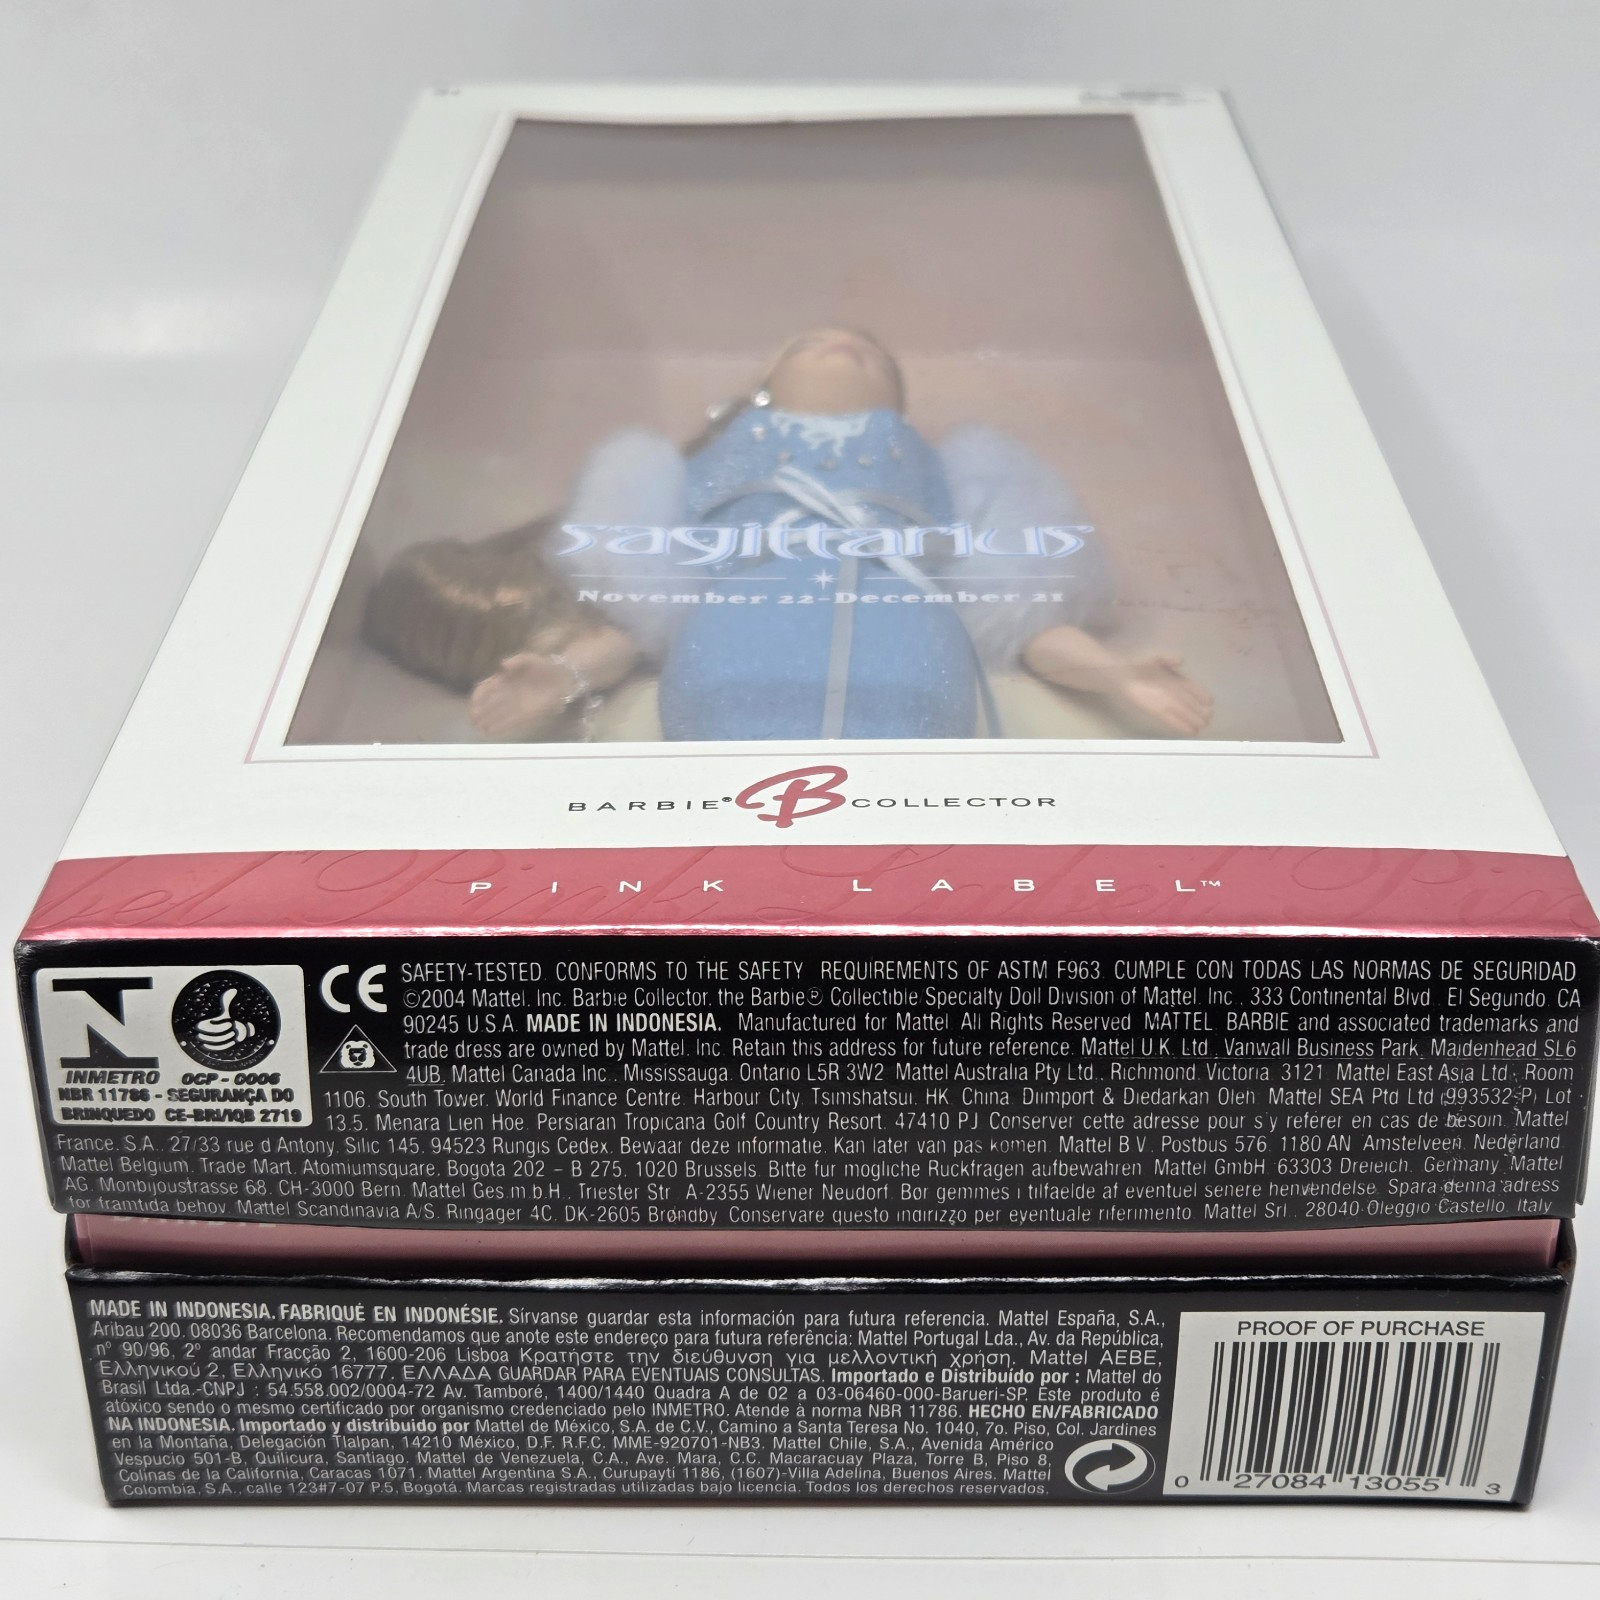 sagittarius
November 22-December 21
BARBIE® B COLLECTOR
PINK LABEL™
INMETRO OCP - 0006
NBR 11786 - SEGURANÇA DO
BRINQUEDO CE-BRI/IQB 2719
CE SAFETY-TESTED. CONFORMS TO THE SAFETY REQUIREMENTS OF ASTM F963. CUMPLE CON TODAS LAS NORMAS DE SEGURIDAD
©2004 Mattel, Inc. Barbie Collector, the Barbie® Collectible/Specialty Doll Division of Mattel, Inc., 333 Continental Blvd., El Segundo, CA
90245 U.S.A. MADE IN INDONESIA. Manufactured for Mattel. All Rights Reserved. MATTEL, BARBIE and associated trademarks and
trade dress are owned by Mattel, Inc. Retain this address for future reference. Mattel U.K. Ltd., Vanwall Business Park, Maidenhead SL6
4UB. Mattel Canada Inc., Mississauga, Ontario L5R 3W2. Mattel Australia Pty Ltd., Richmond, Victoria. 3121. Mattel East Asia Ltd., Room
1106, South Tower, World Finance Centre, Harbour City, Tsimshatsui, HK, China. Diimport & Diedarkan Oleh: Mattel SEA Ptd Ltd.(993532-P) Lot
13.5, Menara Lien Hoe, Persiaran Tropicana Golf Country Resort, 47410 PJ. Conserver cette adresse pour s'y référer en cas de besoin. Mattel
France, S.A., 27/33 rue d'Antony, Silic 145, 94523 Rungis Cedex. Bewaar deze informatie. Kan later van pas komen. Mattel B.V., Postbus 576, 1180 AN Amstelveen, Nederland.
Mattel Belgium, Trade Mart, Atomiumsquare, Bogota 202 - B 275, 1020 Brussels. Bitte für mögliche Rückfragen aufbewahren. Mattel GmbH, 63303 Dreieich, Germany. Mattel
AG, Monbijoustrasse 68, CH-3000 Bern. Mattel Ges.m.b.H., Triester Str., A-2355 Wiener Neudorf. Bør gemmes i tilfælde af eventuel senere henvendelse. Spara denna adress
för framtida behov. Mattel Scandinavia A/S, Ringager 4C, DK-2605 Brøndby. Conservare questo indirizzo per eventuale riferimento. Mattel Srl., 28040 Oleggio Castello, Italy
MADE IN INDONESIA. FABRIQUÉ EN INDONÉSIE. Sírvanse guardar esta información para futura referencia. Mattel España, S.A.,
Aribau 200, 08036 Barcelona. Recomendamos que anote este endereço para futura referência: Mattel Portugal Lda., Av. da República,
nº 90/96, 2º andar Fracção 2, 1600-206 Lisboa Κρατήστε την διεύθυνση για μελλοντική χρήση. Mattel AEBE,
Ελληνικού 2, Ελληνικό 16777, ΕΛΛΑΔΑ GUARDAR PARA EVENTUAIS CONSULTAS. Importado e Distribuído por : Mattel do
Brasil Ltda.-CNPJ : 54.558.002/0004-72 Av. Tamboré, 1400/1440 Quadra A de 02 a 03-06460-000-Barueri-SP. Este produto é
atóxico sendo o mesmo certificado por organismo credenciado pelo INMETRO. Atende à norma NBR 11786. HECHO EN/FABRICADO
NA INDONESIA. Importado y distribuido por Mattel de México, S.A. de C.V., Camino a Santa Teresa No. 1040, 7o. Piso, Col. Jardines
en la Montaña, Delegación Tlalpan, 14210 México, D.F. R.F.C. MME-920701-NB3. Mattel Chile, S.A., Avenida Américo
Vespucio 501-B, Quilicura, Santiago. Mattel de Venezuela, C.A., Ave. Mara, C.C. Macaracuay Plaza, Torre B, Piso 8,
Colinas de la California, Caracas 1071. Mattel Argentina S.A., Curupaytí 1186, (1607)-Villa Adelina, Buenos Aires. Mattel
Colombia, S.A., calle 123#7-07 P.5, Bogotá. Marcas registradas utilizadas bajo licencia. Todos los derechos reservados.
PROOF OF PURCHASE
0 27084 13055 3